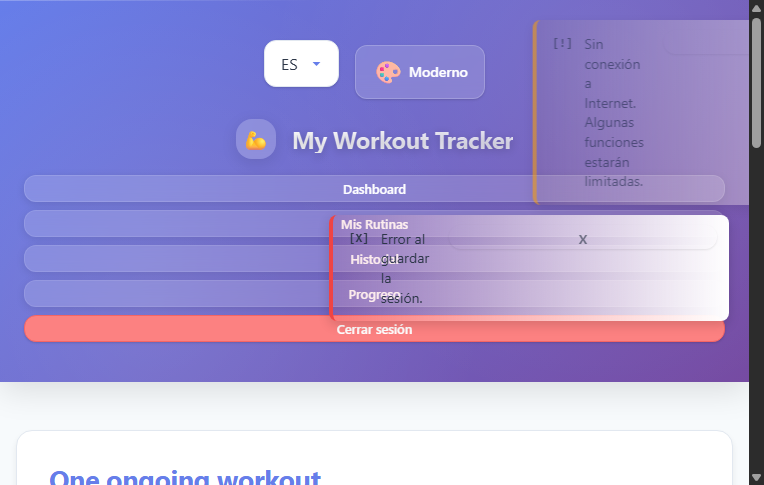 ES
Moderno
[!]
Sin
conexión
a
Internet.
Algunas
funciones
estarán
limitadas.
My Workout Tracker
Dashboard
Mis Rutinas
[X]
Error al
guardar
la
sesión.
X
Historial
Progreso
Cerrar sesión
One ongoing workout